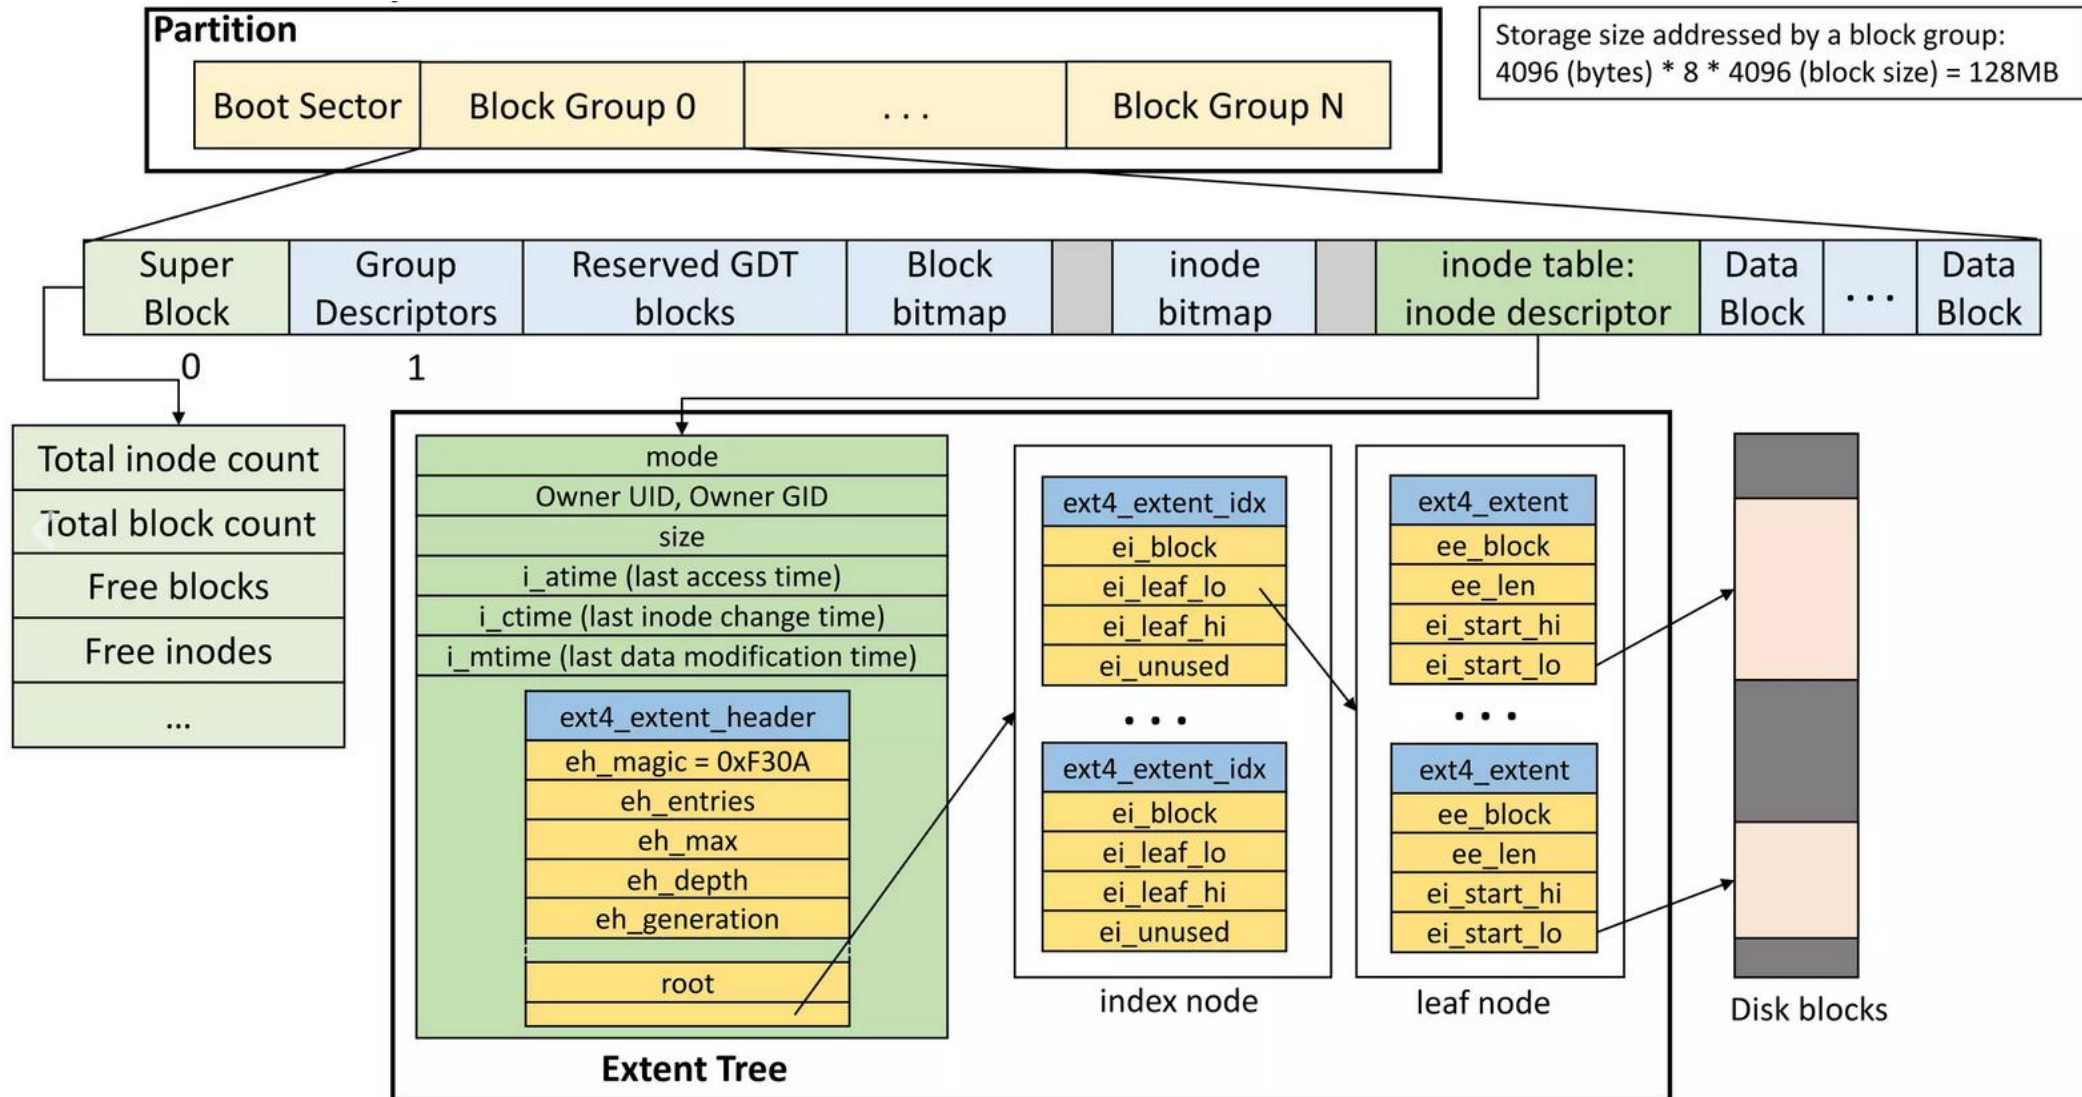 Partition
Boot Sector
Block Group 0
. . .
Block Group N
Storage size addressed by a block group:
4096 (bytes) * 8 * 4096 (block size) = 128MB
Super
Block
Group
Descriptors
Reserved GDT
blocks
Block
bitmap
inode
bitmap
inode table:
inode descriptor
Data
Block
. . .
Data
Block
0
1
Total inode count
Total block count
Free blocks
Free inodes
...
mode
Owner UID, Owner GID
size
i_atime (last access time)
i_ctime (last inode change time)
i_mtime (last data modification time)
ext4_extent_header
eh_magic = 0xF30A
eh_entries
eh_max
eh_depth
eh_generation
root
Extent Tree
ext4_extent_idx
ei_block
ei_leaf_lo
ei_leaf_hi
ei_unused
. . .
ext4_extent_idx
ei_block
ei_leaf_lo
ei_leaf_hi
ei_unused
index node
ext4_extent
ee_block
ee_len
ei_start_hi
ei_start_lo
. . .
ext4_extent
ee_block
ee_len
ei_start_hi
ei_start_lo
leaf node
Disk blocks